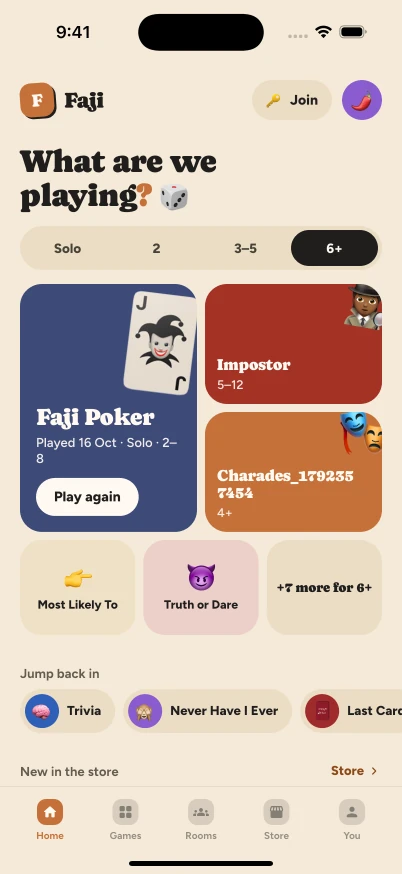 9:41
F Faji
🔑 Join
What are we
playing? 🎲
Solo 2 3–5 6+
J
Faji Poker
Played 16 Oct · Solo · 2–
8
Play again
Impostor
5–12
Charades_179235
7454
4+
Most Likely To
Truth or Dare
+7 more for 6+
Jump back in
Trivia
Never Have I Ever
Last Card
New in the store
Store >
Home Games Rooms Store You